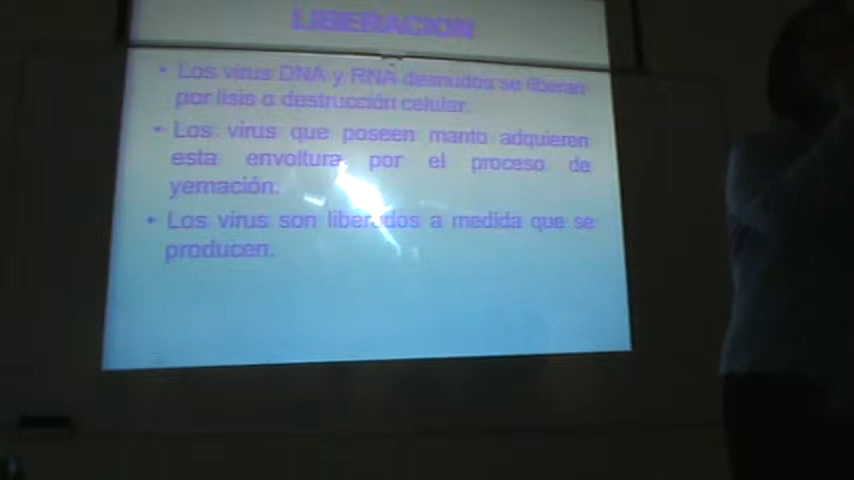 LIBERACION
• Los virus DNA y RNA desnudos se liberan
por lisis o destrucción celular.
• Los virus que poseen manto adquieren
esta envoltura por el proceso de
yemación.
• Los virus son liberados a medida que se
producen.